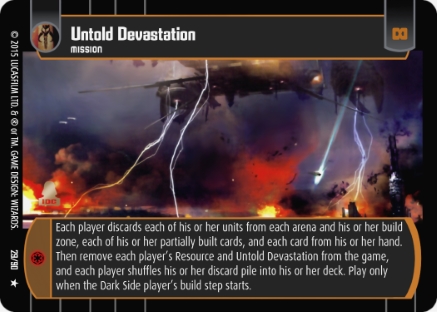 Untold Devastation
MISSION
Each player discards each of his or her units from each arena and his or her build
zone, each of his or her partially built cards, and each card from his or her hand.
Then remove each player's Resource and Untold Devastation from the game,
and each player shuffles his or her discard pile into his or her deck. Play only
when the Dark Side player's build step starts.
© 2015 LUCASFILM LTD. & ® or TM. GAME DESIGN: WIZARDS